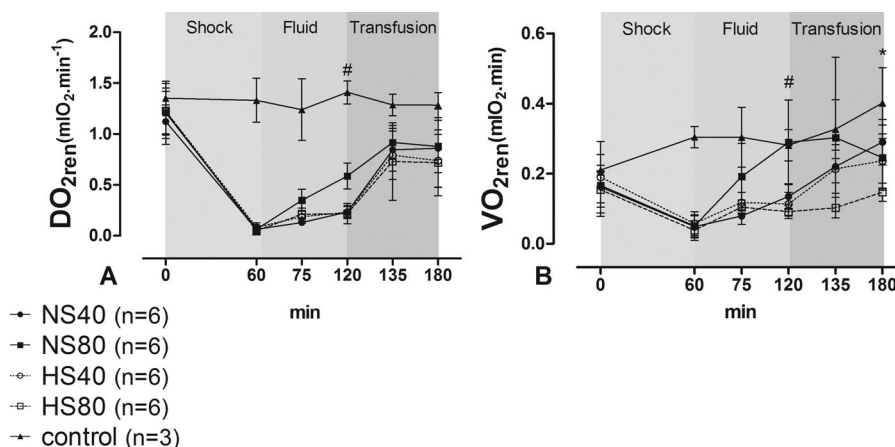 Shock Fluid Transfusion
2.0
1.5
1.0
0.5
0.0
DO2ren(mlO2.min-1)
#
0 60 75 120 135 180
A
min
Shock Fluid Transfusion
0.6
0.4
0.2
0.0
VO2ren(mlO2.min)
#
*
0 60 75 120 135 180
B
min
NS40 (n=6)
NS80 (n=6)
HS40 (n=6)
HS80 (n=6)
control (n=3)